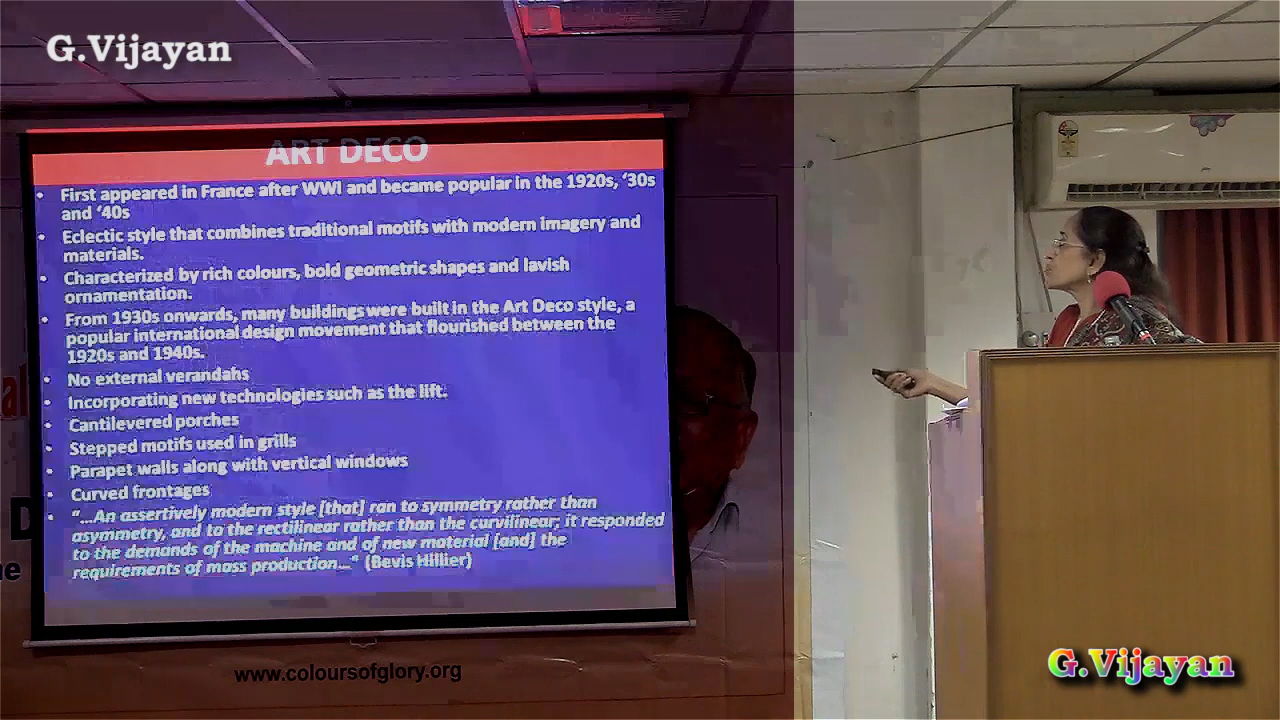 G.Vijayan
ART DECO
• First appeared in France after WWI and became popular in the 1920s, ‘30s
and ‘40s
• Eclectic style that combines traditional motifs with modern imagery and
materials.
• Characterized by rich colours, bold geometric shapes and lavish
ornamentation.
• From 1930s onwards, many buildings were built in the Art Deco style, a
popular international design movement that flourished between the
1920s and 1940s.
• No external verandahs
• Incorporating new technologies such as the lift.
• Cantilevered porches
• Stepped motifs used in grills
• Parapet walls along with vertical windows
• Curved frontages
• “...An assertively modern style [that] ran to symmetry rather than
asymmetry, and to the rectilinear rather than the curvilinear; it responded
to the demands of the machine and of new material [and] the
requirements of mass production...“ (Bevis Hillier)
www.coloursofglory.org
G.Vijayan